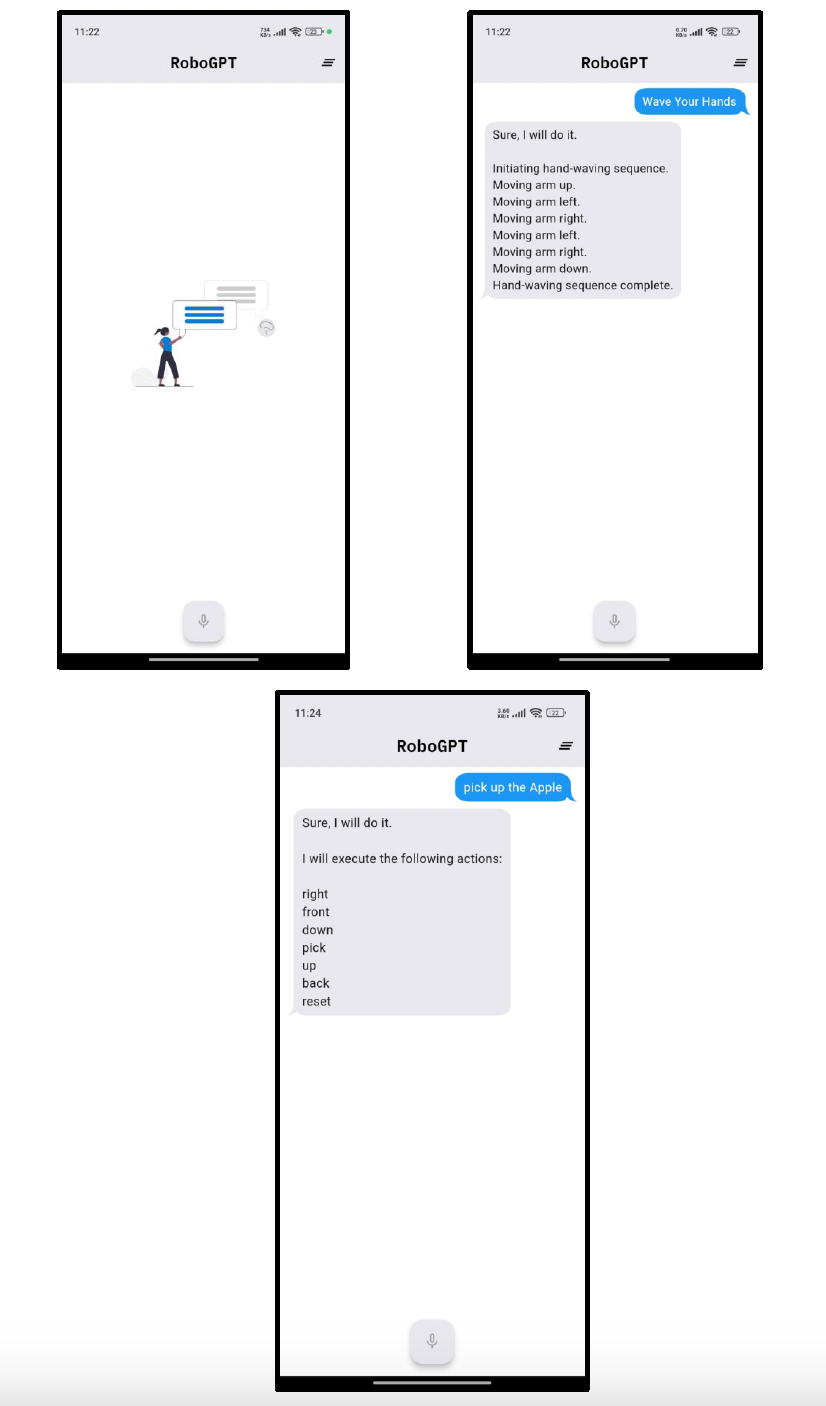 11:22
734
KB/s
23
RoboGPT
11:22
0.70
KB/s
22
RoboGPT
Wave Your Hands
Sure, I will do it.
Initiating hand-waving sequence.
Moving arm up.
Moving arm left.
Moving arm right.
Moving arm left.
Moving arm right.
Moving arm down.
Hand-waving sequence complete.
11:24
3.60
KB/s
22
RoboGPT
pick up the Apple
Sure, I will do it.
I will execute the following actions:
right
front
down
pick
up
back
reset